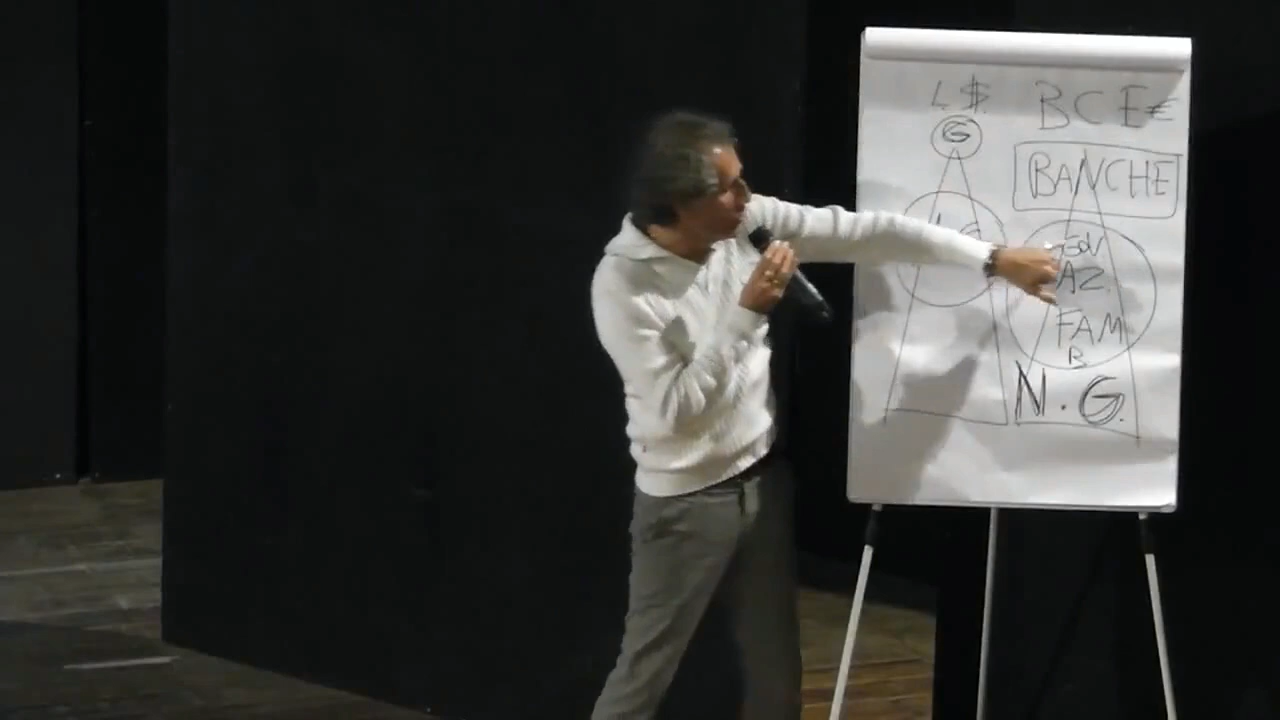 L. $. BCE €
G
BANCHE
GOV
AZ.
FAM
B
N. G.